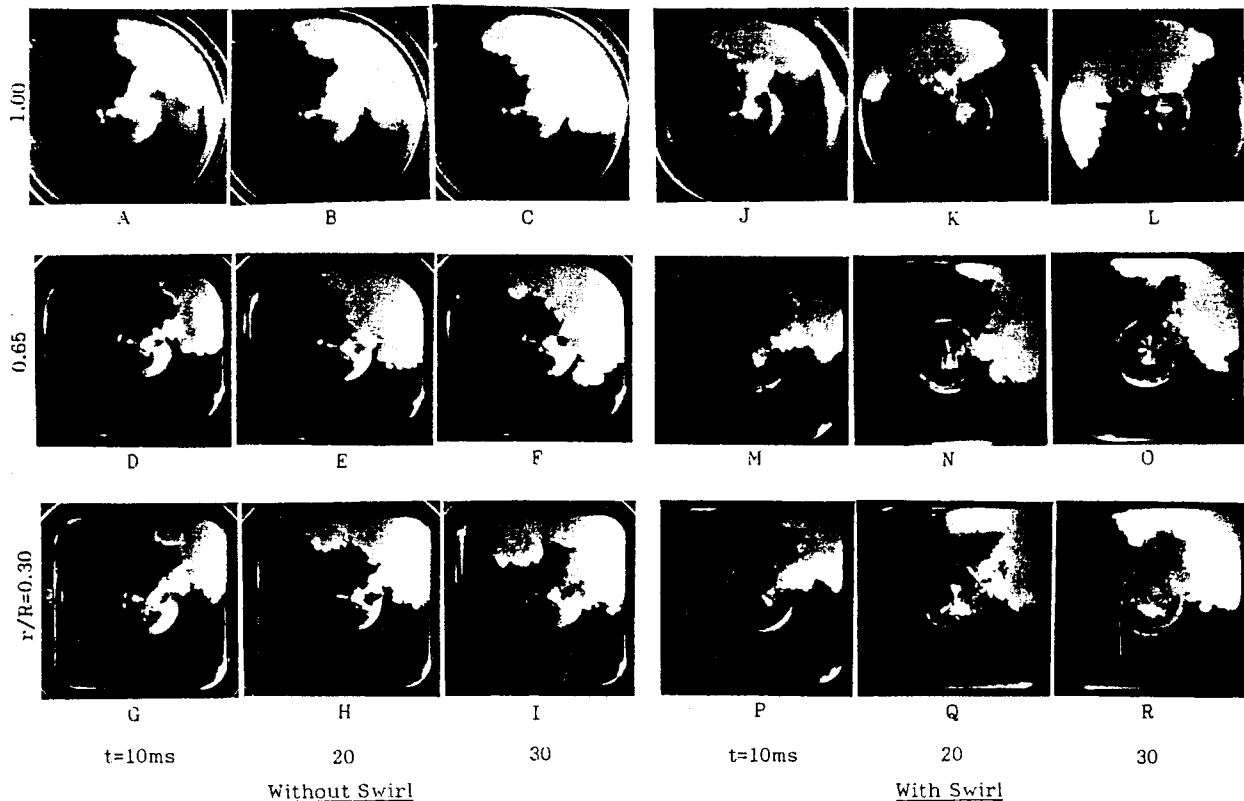 1.00
A B C J K L
0.65
D E F M N O
r/R=0.30
G H I P Q R
t=10ms 20 30 t=10ms 20 30
Without Swirl With Swirl